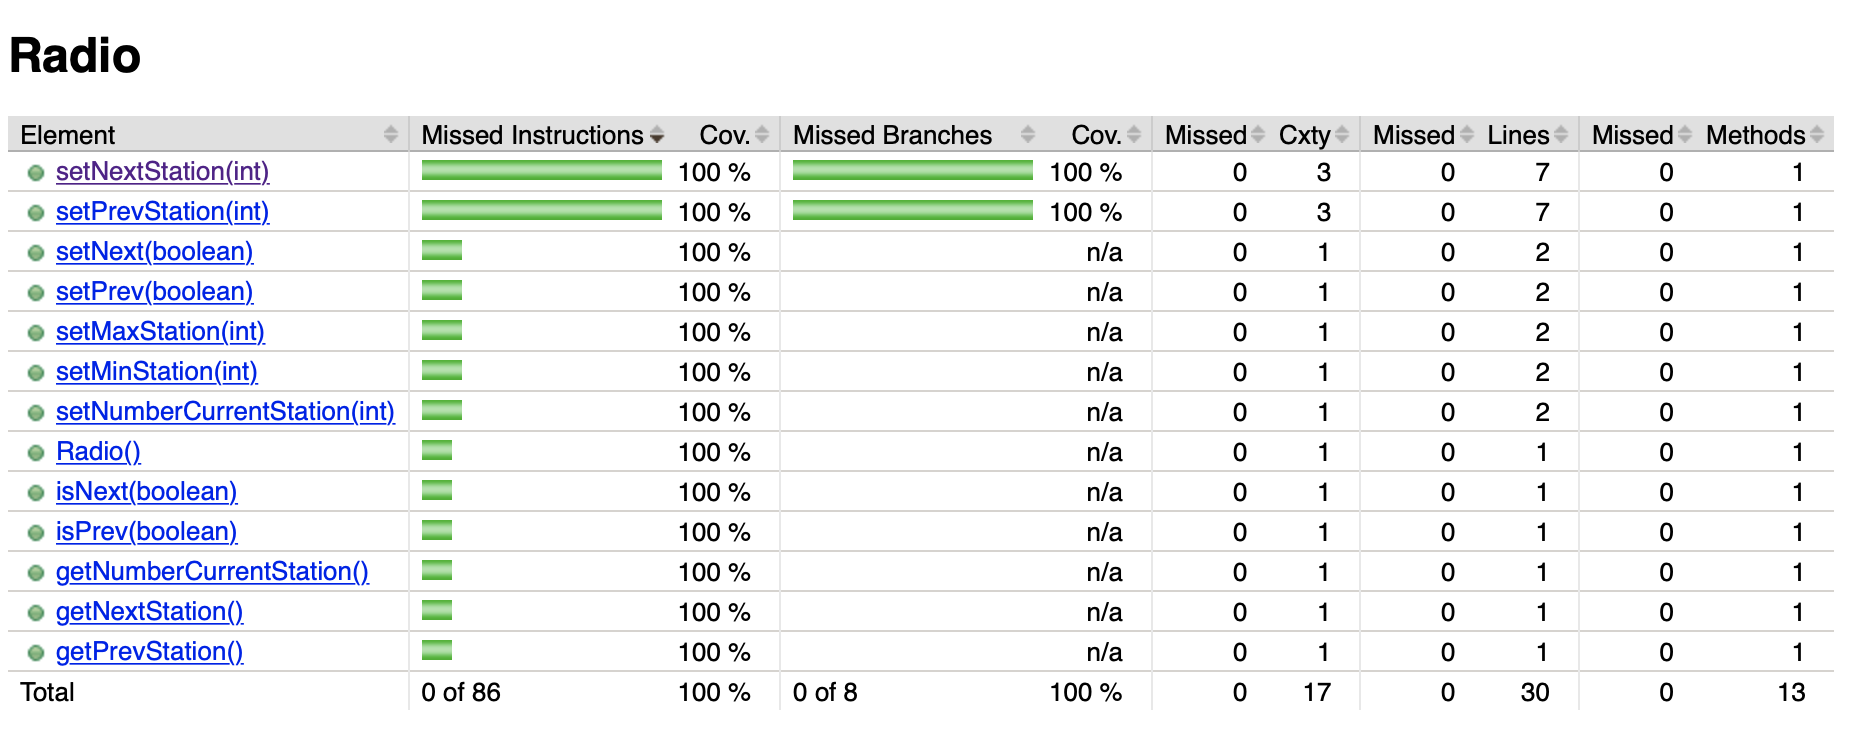 Radio
Element Missed Instructions Cov. Missed Branches Cov. Missed Cxty Missed Lines Missed Methods
setNextStation(int) 100 % 100 % 0 3 0 7 0 1
setPrevStation(int) 100 % 100 % 0 3 0 7 0 1
setNext(boolean) 100 % n/a 0 1 0 2 0 1
setPrev(boolean) 100 % n/a 0 1 0 2 0 1
setMaxStation(int) 100 % n/a 0 1 0 2 0 1
setMinStation(int) 100 % n/a 0 1 0 2 0 1
setNumberCurrentStation(int) 100 % n/a 0 1 0 2 0 1
Radio() 100 % n/a 0 1 0 1 0 1
isNext(boolean) 100 % n/a 0 1 0 1 0 1
isPrev(boolean) 100 % n/a 0 1 0 1 0 1
getNumberCurrentStation() 100 % n/a 0 1 0 1 0 1
getNextStation() 100 % n/a 0 1 0 1 0 1
getPrevStation() 100 % n/a 0 1 0 1 0 1
Total 0 of 86 100 % 0 of 8 100 % 0 17 0 30 0 13